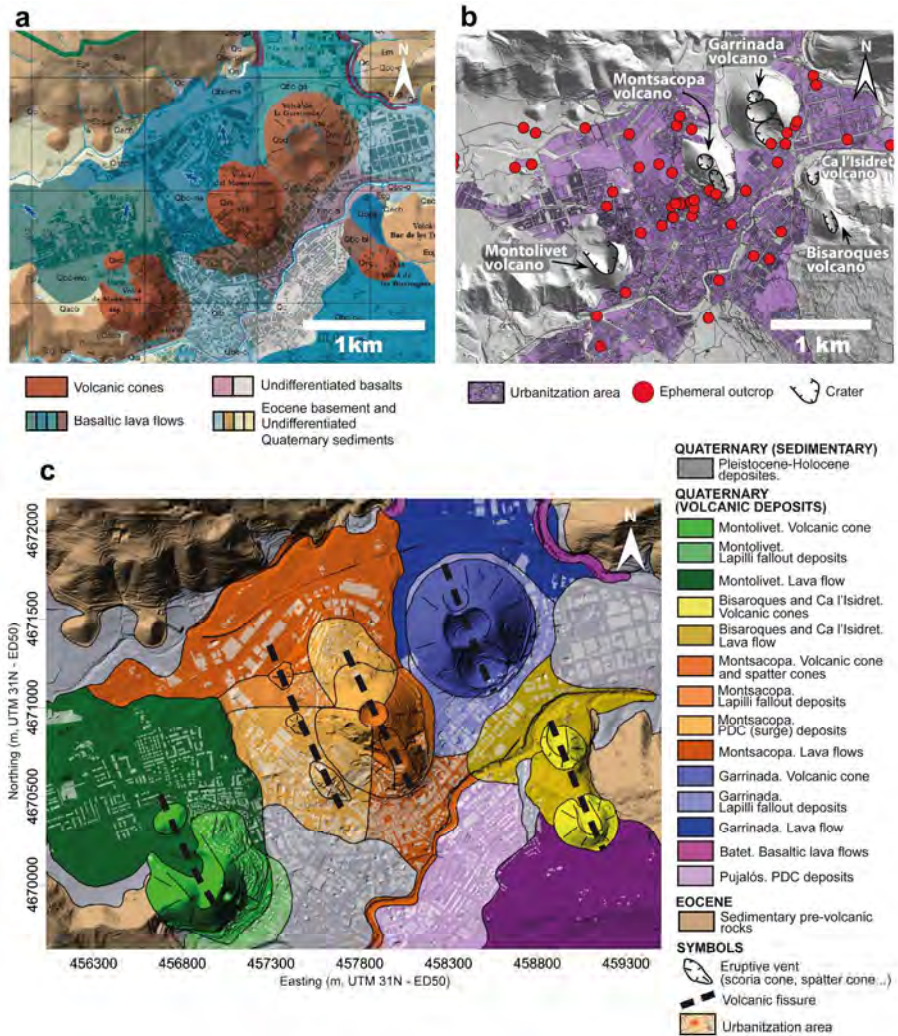 a
N
1km
Volcanic cones
Basaltic lava flows
Undifferentiated basalts
Eocene basement and
Undifferentiated
Quaternary sediments
b
Garrinada
volcano
N
Montsacopa
volcano
Ca l'Isidret
volcano
Montolivet
volcano
Bisaroques
volcano
1 km
Urbanitzation area
Ephemeral outcrop
Crater
c
N
4672000
4671500
4671000
4670500
4670000
Northing (m, UTM 31N - ED50)
456300 456800 457300 457800 458300 458800 459300
Easting (m, UTM 31N - ED50)
QUATERNARY (SEDIMENTARY)
Pleistocene-Holocene
deposites.
QUATERNARY
(VOLCANIC DEPOSITS)
Montolivet. Volcanic cone
Montolivet.
Lapilli fallout deposits
Montolivet. Lava flow
Bisaroques and Ca l'Isidret.
Volcanic cones
Bisaroques and Ca l'Isidret.
Lava flow
Montsacopa. Volcanic cone
and spatter cones
Montsacopa.
Lapilli fallout deposits
Montsacopa.
PDC (surge) deposits
Montsacopa. Lava flows
Garrinada. Volcanic cone
Garrinada.
Lapilli fallout deposits
Garrinada. Lava flow
Batet. Basaltic lava flows
Pujalós. PDC deposits
EOCENE
Sedimentary pre-volcanic
rocks
SYMBOLS
Eruptive vent
(scoria cone, spatter cone...)
Volcanic fissure
Urbanitzation area